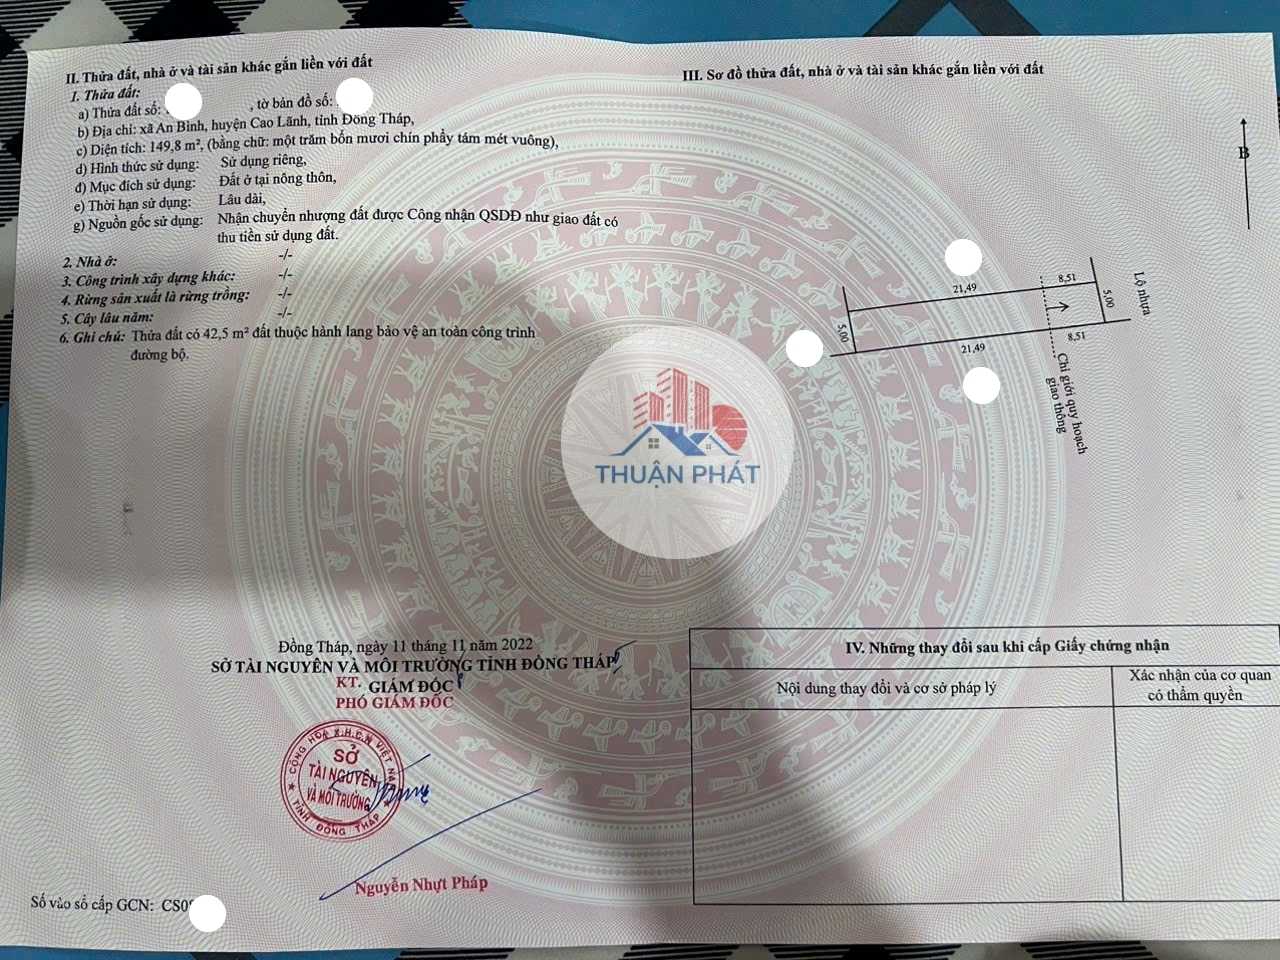 II. Thửa đất, nhà ở và tài sản khác gắn liền với đất
1. Thửa đất:
a) Thửa đất số: , tờ bản đồ số:
b) Địa chỉ: xã An Bình, huyện Cao Lãnh, tỉnh Đồng Tháp,
c) Diện tích: 149,8 m², (bằng chữ: một trăm bốn mươi chín phẩy tám mét vuông),
d) Hình thức sử dụng: Sử dụng riêng,
đ) Mục đích sử dụng: Đất ở tại nông thôn,
e) Thời hạn sử dụng: Lâu dài,
g) Nguồn gốc sử dụng: Nhận chuyển nhượng đất được Công nhận QSDĐ như giao đất có
thu tiền sử dụng đất.
2. Nhà ở: -/-
3. Công trình xây dựng khác: -/-
4. Rừng sản xuất là rừng trồng: -/-
5. Cây lâu năm: -/-
6. Ghi chú: Thửa đất có 42,5 m² đất thuộc hành lang bảo vệ an toàn công trình
đường bộ.
Đồng Tháp, ngày 11 tháng 11 năm 2022
SỞ TÀI NGUYÊN VÀ MÔI TRƯỜNG TỈNH ĐỒNG THÁP
KT. GIÁM ĐỐC
PHÓ GIÁM ĐỐC
CỘNG HOÀ X.H.C.N VIỆT NAM
SỞ
TÀI NGUYÊN
VÀ MÔI TRƯỜNG
TỈNH ĐỒNG THÁP
Nguyễn Nhựt Pháp
Số vào sổ cấp GCN: CS0
III. Sơ đồ thửa đất, nhà ở và tài sản khác gắn liền với đất
B
21,49
8,51
5,00
5,00
21,49
8,51
Lộ nhựa
Chỉ giới quy hoạch
giao thông
THUẬN PHÁT
IV. Những thay đổi sau khi cấp Giấy chứng nhận
Nội dung thay đổi và cơ sở pháp lý
Xác nhận của cơ quan
có thẩm quyền